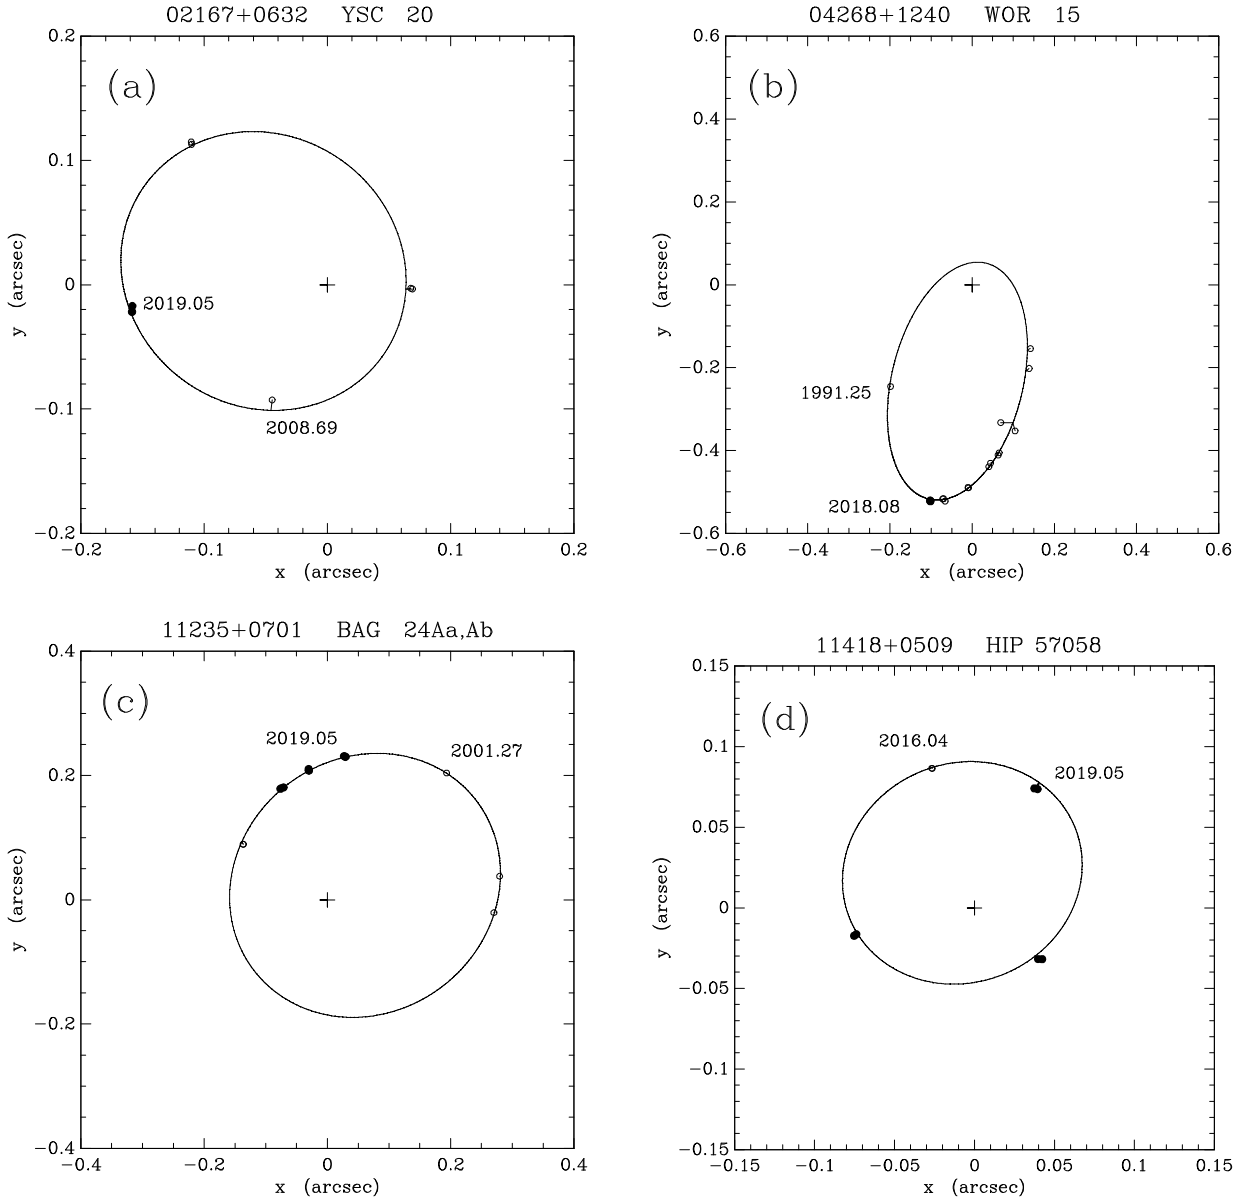 02167+0632 YSC 20
(a)
0.2
0.1
0
−0.1
−0.2
y (arcsec)
2019.05
2008.69
−0.2 −0.1 0 0.1 0.2
x (arcsec)
04268+1240 WOR 15
(b)
0.6
0.4
0.2
0
−0.2
−0.4
−0.6
y (arcsec)
1991.25
2018.08
−0.6 −0.4 −0.2 0 0.2 0.4 0.6
x (arcsec)
11235+0701 BAG 24Aa,Ab
(c)
0.4
0.2
0
−0.2
−0.4
y (arcsec)
2019.05
2001.27
−0.4 −0.2 0 0.2 0.4
x (arcsec)
11418+0509 HIP 57058
(d)
0.15
0.1
0.05
0
−0.05
−0.1
−0.15
y (arcsec)
2016.04
2019.05
−0.15 −0.1 −0.05 0 0.05 0.1 0.15
x (arcsec)